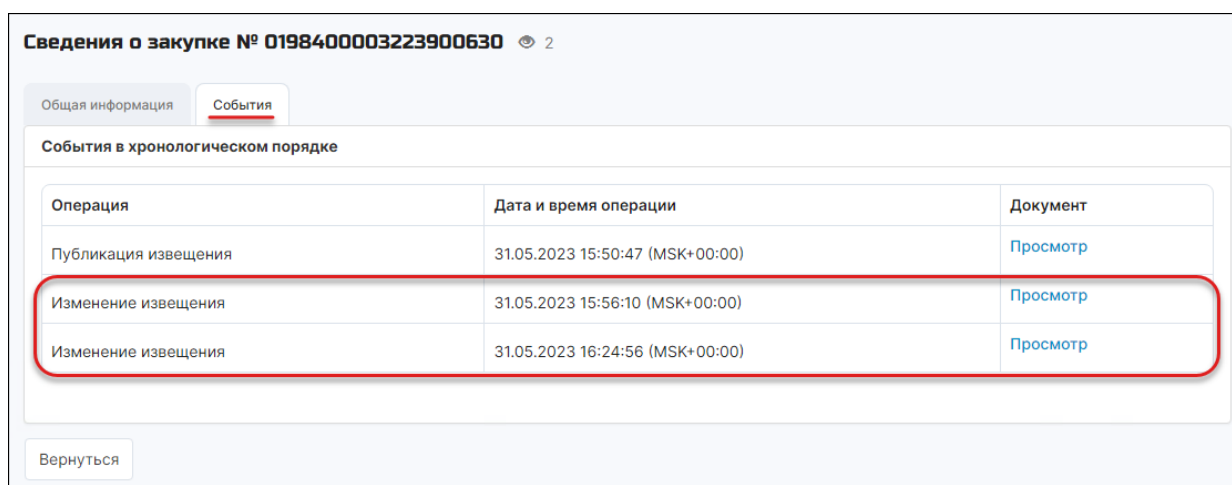 Сведения о закупке № 0198400003223900630 2
Общая информация События
События в хронологическом порядке
Операция Дата и время операции Документ
Публикация извещения 31.05.2023 15:50:47 (MSK+00:00) Просмотр
Изменение извещения 31.05.2023 15:56:10 (MSK+00:00) Просмотр
Изменение извещения 31.05.2023 16:24:56 (MSK+00:00) Просмотр
Вернуться